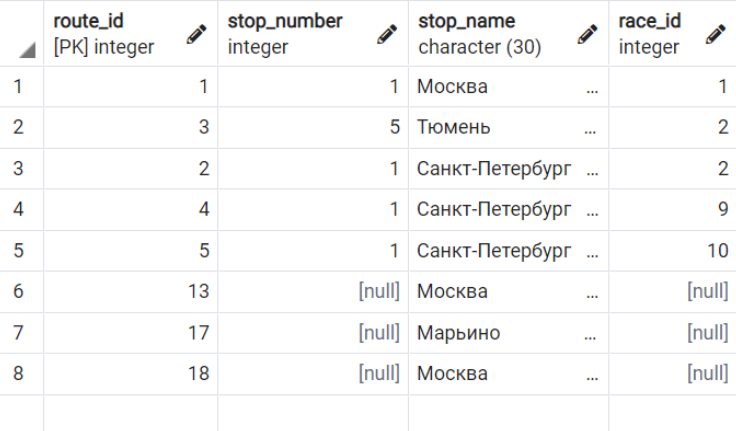 route_id stop_number stop_name race_id
[PK] integer integer character (30) integer
1 1 1 Москва ... 1
2 3 5 Тюмень ... 2
3 2 1 Санкт-Петербург ... 2
4 4 1 Санкт-Петербург ... 9
5 5 1 Санкт-Петербург ... 10
6 13 [null] Москва ... [null]
7 17 [null] Марьино ... [null]
8 18 [null] Москва ... [null]